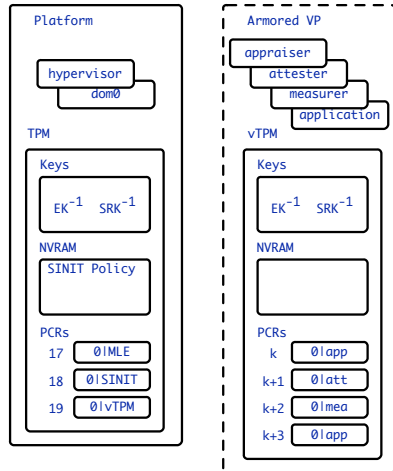 Platform
hypervisor
dom0
TPM
Keys
EK⁻¹ SRK⁻¹
NVRAM
SINIT Policy
PCRs
17 0|MLE
18 0|SINIT
19 0|vTPM
Armored VP
appraiser
attester
measurer
application
vTPM
Keys
EK⁻¹ SRK⁻¹
NVRAM
PCRs
k 0|app
k+1 0|att
k+2 0|mea
k+3 0|app